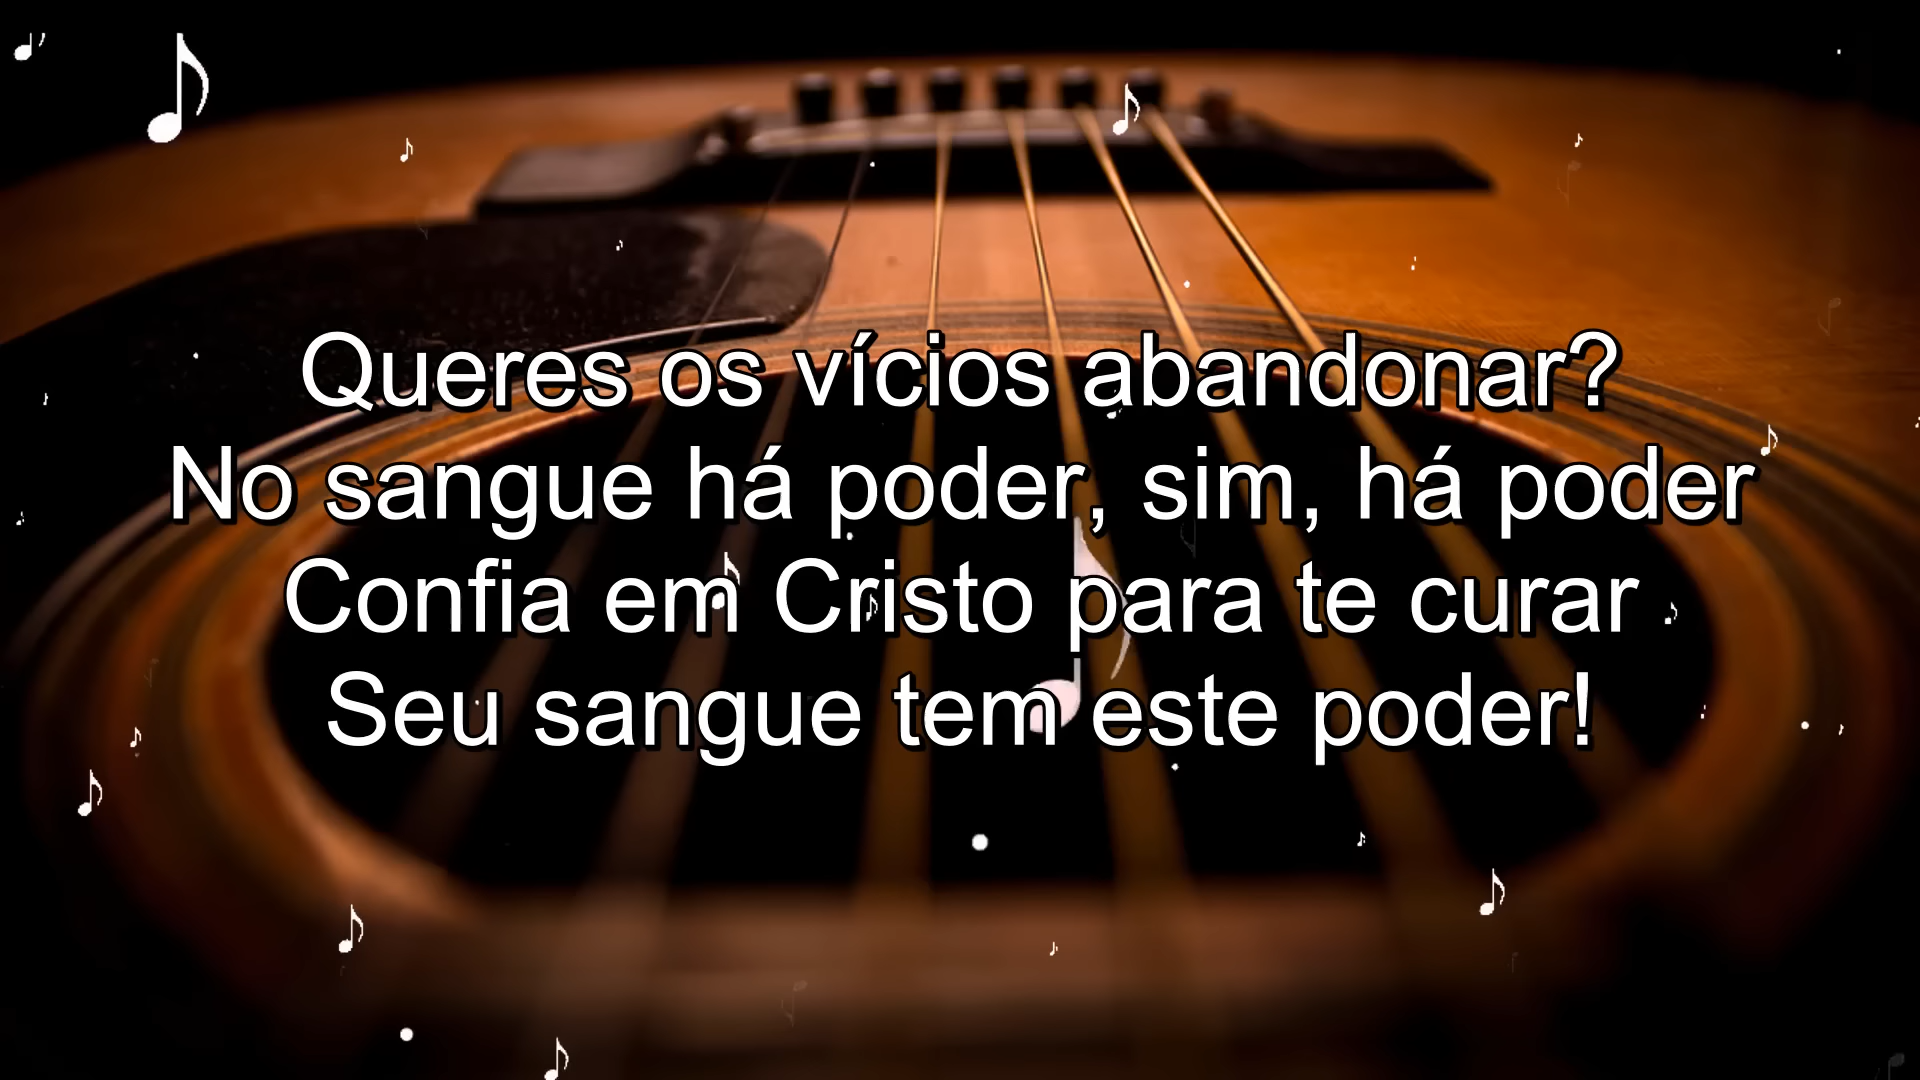 Queres os vícios abandonar?
No sangue há poder, sim, há poder
Confia em Cristo para te curar
Seu sangue tem este poder!